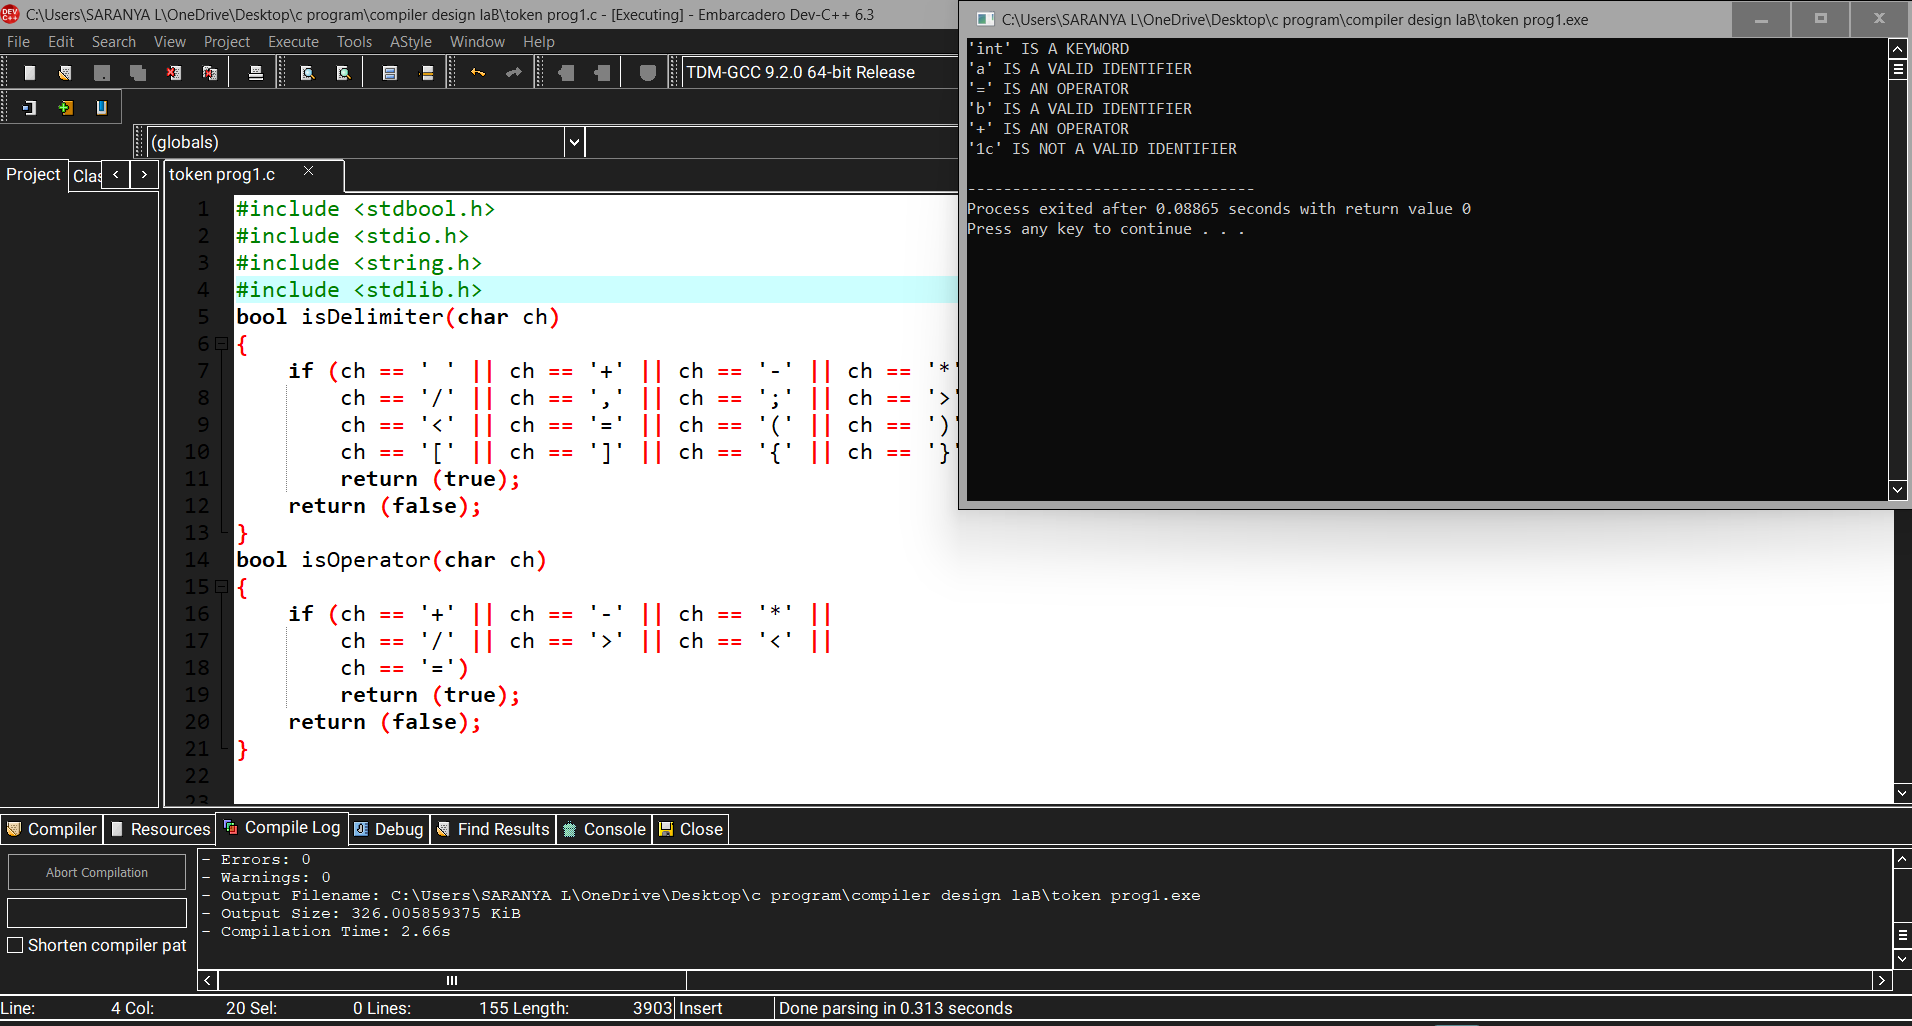 C:\Users\SARANYA L\OneDrive\Desktop\c program\compiler design laB\token prog1.c - [Executing] - Embarcadero Dev-C++ 6.3
File Edit Search View Project Execute Tools AStyle Window Help
TDM-GCC 9.2.0 64-bit Release
(globals)
Project Clas
token prog1.c
1 #include <stdbool.h>
2 #include <stdio.h>
3 #include <string.h>
4 #include <stdlib.h>
5 bool isDelimiter(char ch)
6 {
7 if (ch == ' ' || ch == '+' || ch == '-' || ch == '*'
8 ch == '/' || ch == ',' || ch == ';' || ch == '>'
9 ch == '<' || ch == '=' || ch == '(' || ch == ')'
10 ch == '[' || ch == ']' || ch == '{' || ch == '}'
11 return (true);
12 return (false);
13 }
14 bool isOperator(char ch)
15 {
16 if (ch == '+' || ch == '-' || ch == '*' ||
17 ch == '/' || ch == '>' || ch == '<' ||
18 ch == '=')
19 return (true);
20 return (false);
21 }
22
23
C:\Users\SARANYA L\OneDrive\Desktop\c program\compiler design laB\token prog1.exe
'int' IS A KEYWORD
'a' IS A VALID IDENTIFIER
'=' IS AN OPERATOR
'b' IS A VALID IDENTIFIER
'+' IS AN OPERATOR
'1c' IS NOT A VALID IDENTIFIER
--------------------------------
Process exited after 0.08865 seconds with return value 0
Press any key to continue . . .
Compiler Resources Compile Log Debug Find Results Console Close
Abort Compilation
Shorten compiler pat
- Errors: 0
- Warnings: 0
- Output Filename: C:\Users\SARANYA L\OneDrive\Desktop\c program\compiler design laB\token prog1.exe
- Output Size: 326.005859375 KiB
- Compilation Time: 2.66s
Line: 4 Col: 20 Sel: 0 Lines: 155 Length: 3903 Insert Done parsing in 0.313 seconds